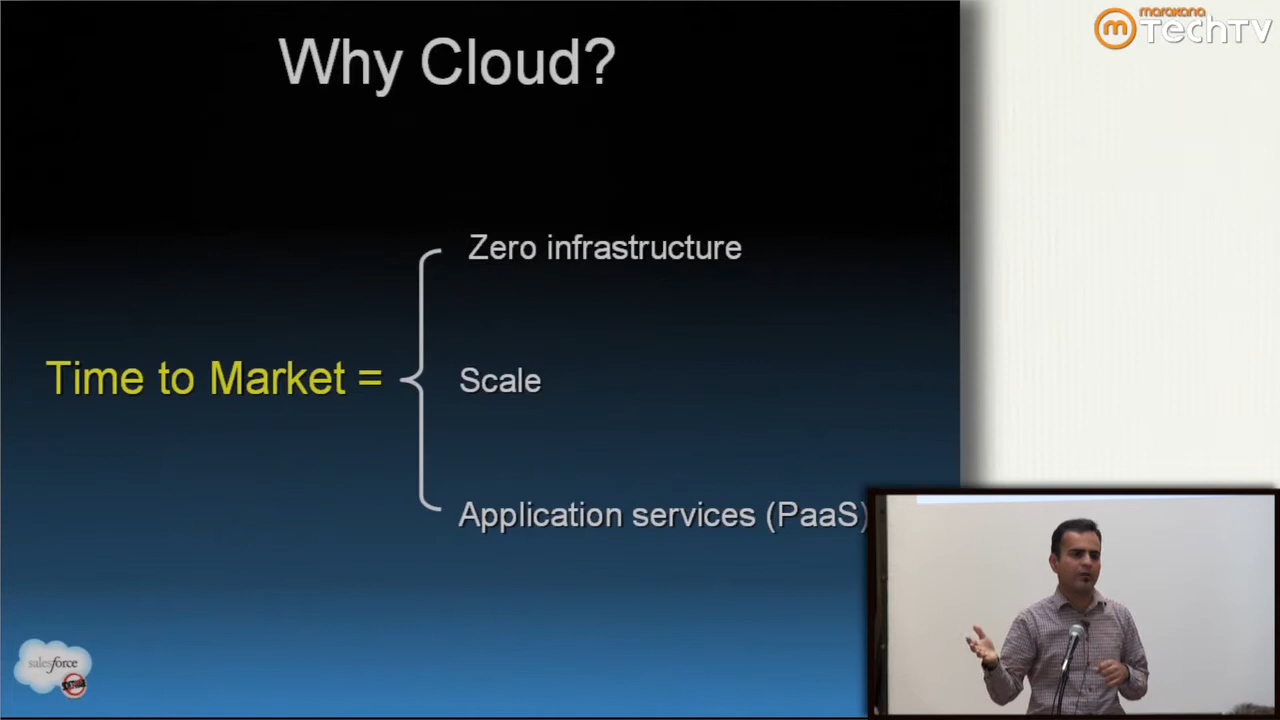 Why Cloud?
marakana
TechTV
Zero infrastructure
Time to Market =
Scale
Application services (PaaS)
salesforce